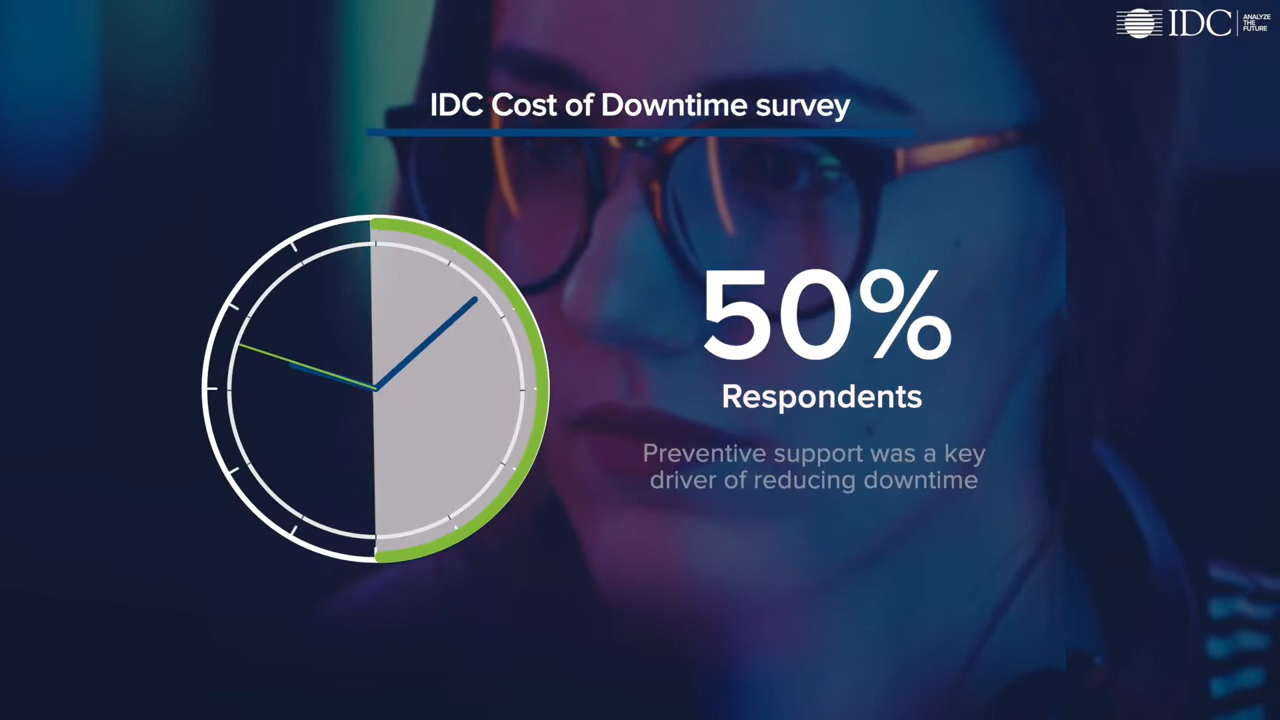 IDC
ANALYZE
THE
FUTURE
IDC Cost of Downtime survey
50%
Respondents
Preventive support was a key
driver of reducing downtime